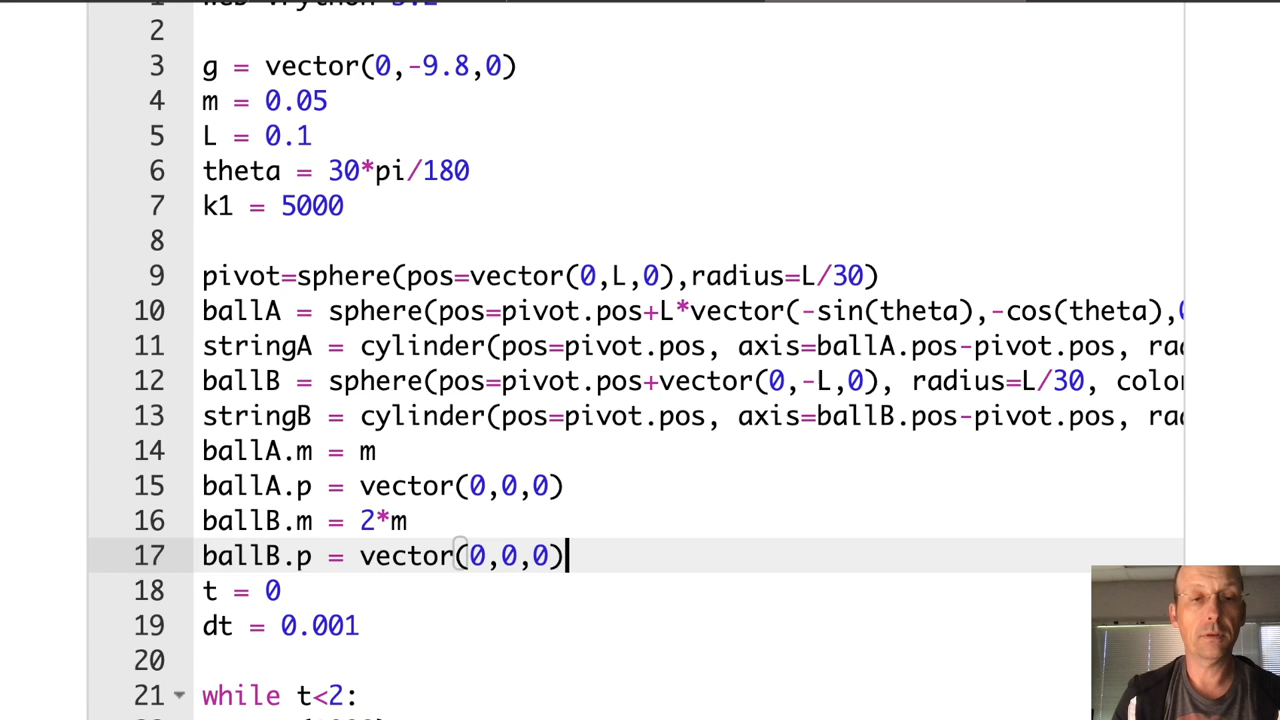 2
3 g = vector(0,-9.8,0)
4 m = 0.05
5 L = 0.1
6 theta = 30*pi/180
7 k1 = 5000
8
9 pivot=sphere(pos=vector(0,L,0),radius=L/30)
10 ballA = sphere(pos=pivot.pos+L*vector(-sin(theta),-cos(theta),
11 stringA = cylinder(pos=pivot.pos, axis=ballA.pos-pivot.pos,
12 ballB = sphere(pos=pivot.pos+vector(0,-L,0), radius=L/30,
13 stringB = cylinder(pos=pivot.pos, axis=ballB.pos-pivot.pos,
14 ballA.m = m
15 ballA.p = vector(0,0,0)
16 ballB.m = 2*m
17 ballB.p = vector(0,0,0)
18 t = 0
19 dt = 0.001
20
21 while t<2: